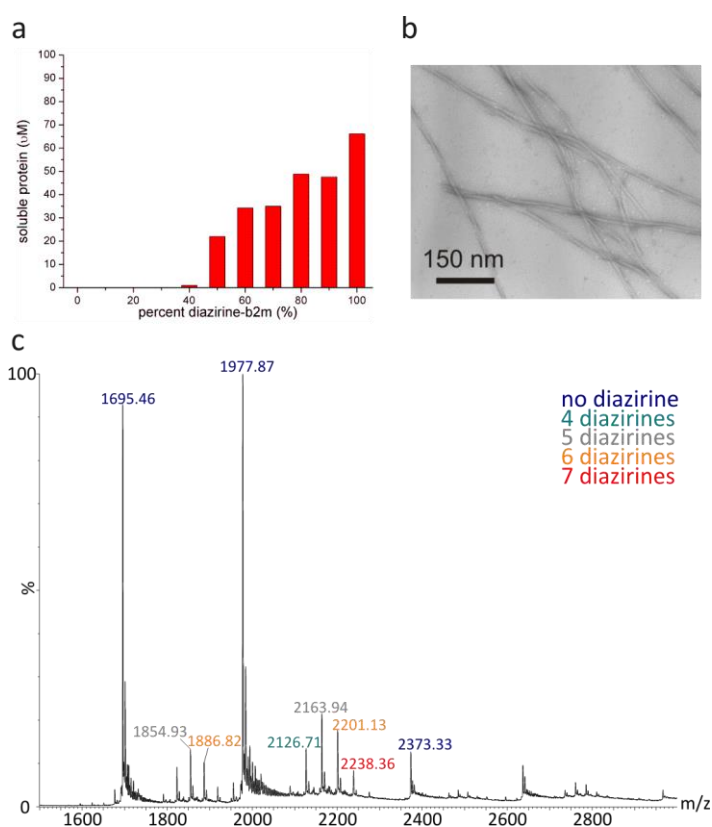 a
100
90
80
70
60
50
40
30
20
10
0
soluble protein (υM)
0 20 40 60 80 100
percent diazirine-b2m (%)
b
150 nm
c
100
%
0
1695.46
1977.87
1854.93
1886.82
2126.71
2163.94
2201.13
2238.36
2373.33
no diazirine
4 diazirines
5 diazirines
6 diazirines
7 diazirines
1600 1800 2000 2200 2400 2600 2800
m/z